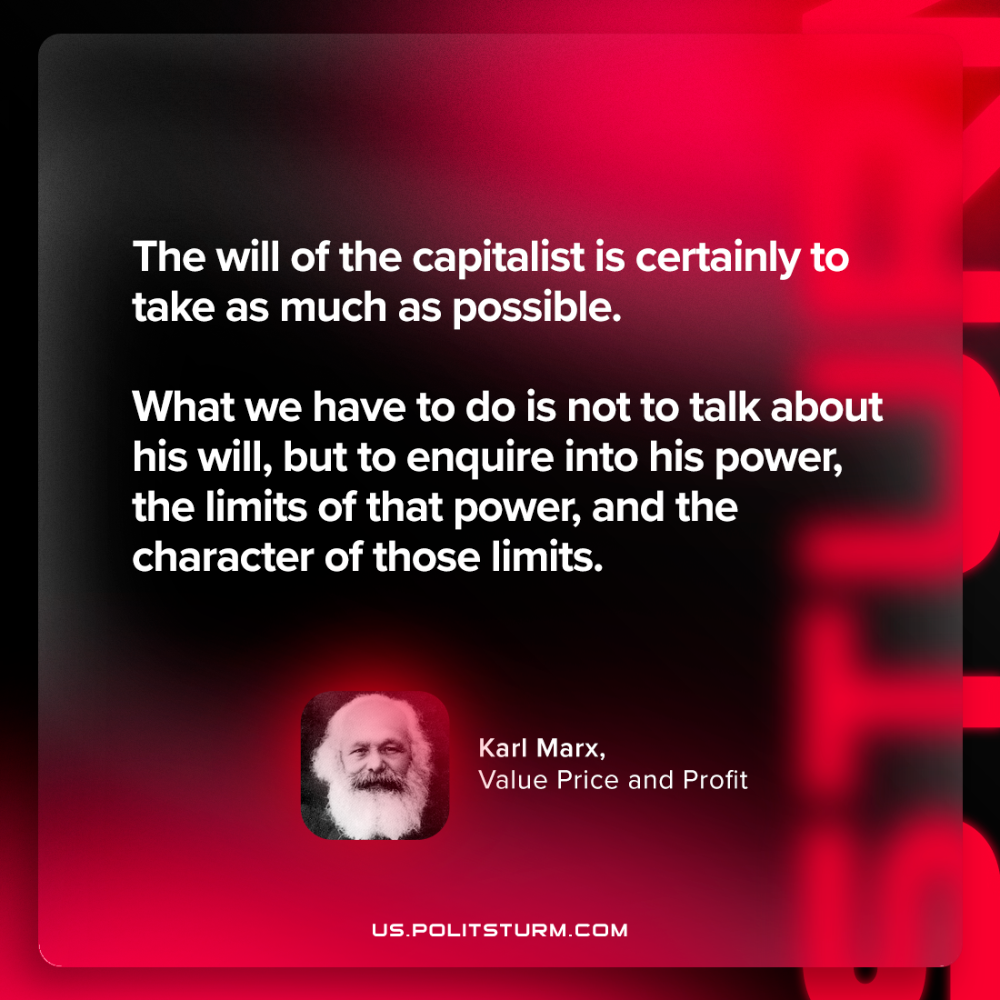 The will of the capitalist is certainly to
take as much as possible.
What we have to do is not to talk about
his will, but to enquire into his power,
the limits of that power, and the
character of those limits.
Karl Marx,
Value Price and Profit
US.POLITSTURM.COM
STURM